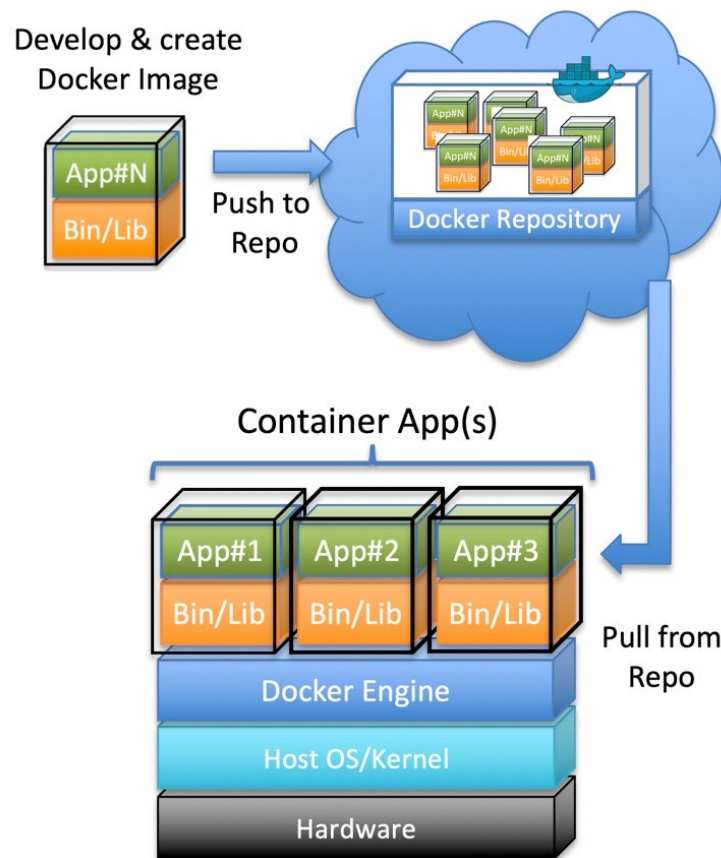 Develop & create
Docker Image
App#N
Bin/Lib
Push to
Repo
App#N
App#N
App#N
App#N
App#N
Bin/Lib
App#N
Bin/Lib
Bin/Lib
Docker Repository
Container App(s)
App#1
App#2
App#3
Bin/Lib
Bin/Lib
Bin/Lib
Pull from
Repo
Docker Engine
Host OS/Kernel
Hardware